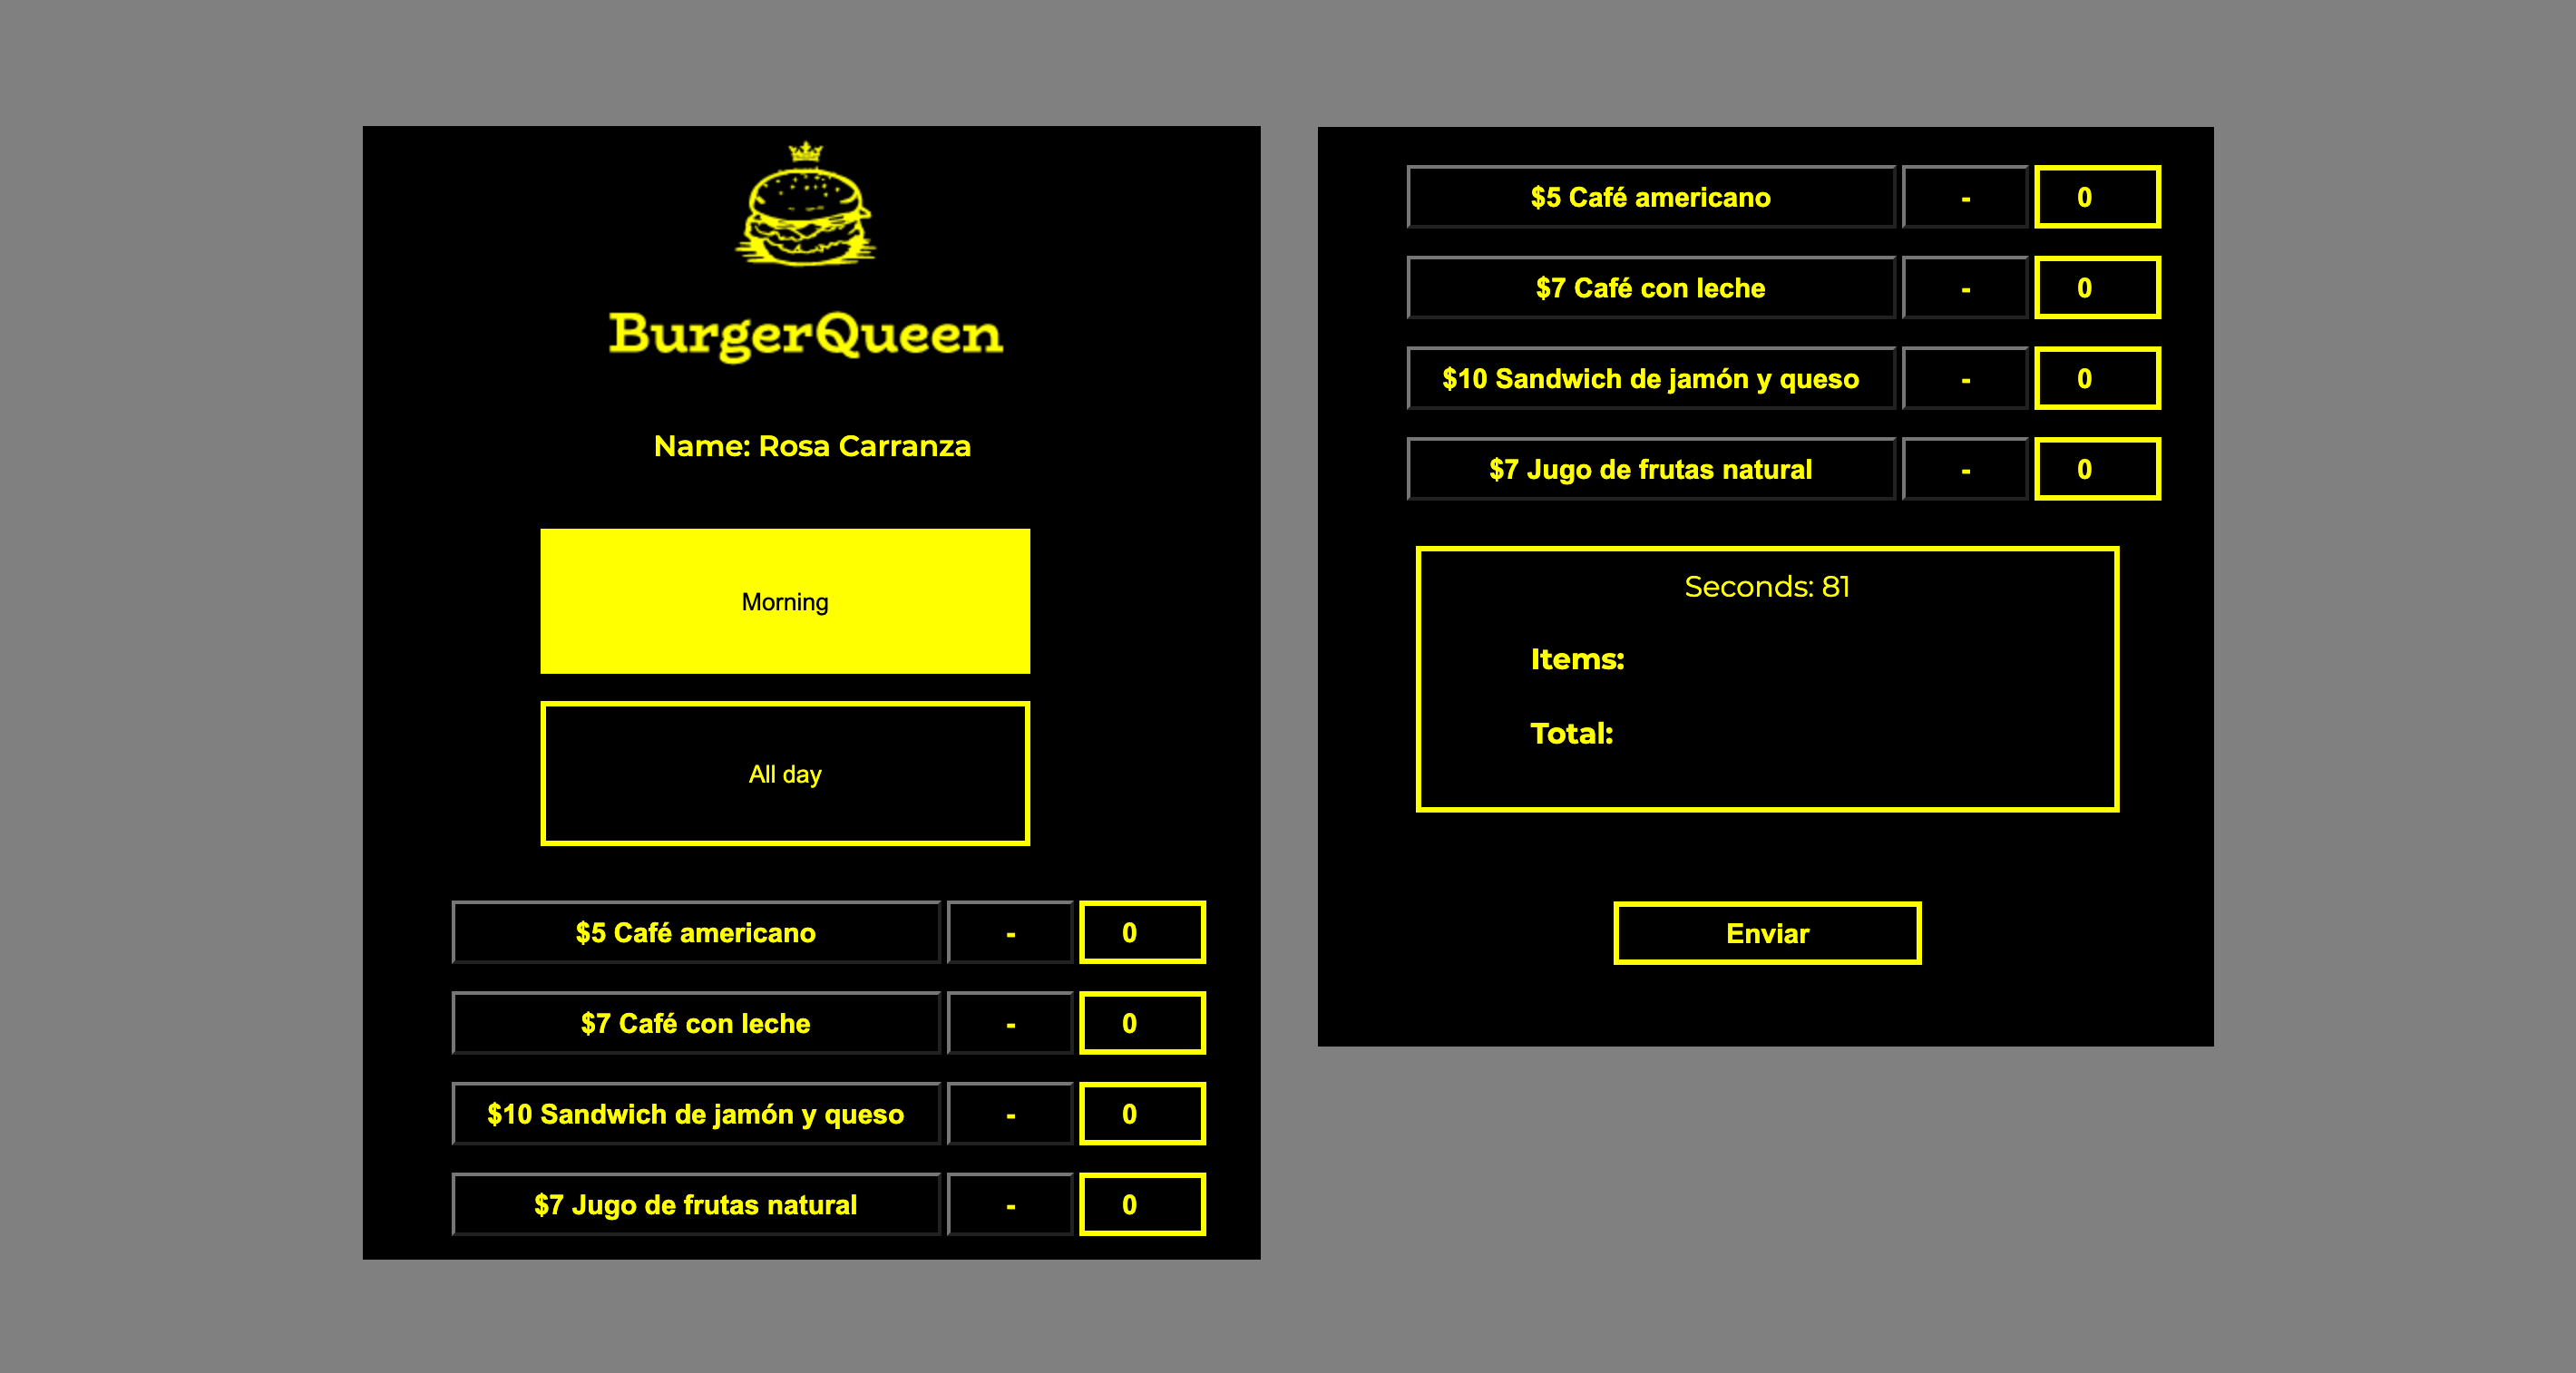 BurgerQueen
Name: Rosa Carranza
Morning
All day
$5 Café americano - 0
$7 Café con leche - 0
$10 Sandwich de jamón y queso - 0
$7 Jugo de frutas natural - 0
$5 Café americano - 0
$7 Café con leche - 0
$10 Sandwich de jamón y queso - 0
$7 Jugo de frutas natural - 0
Seconds: 81
Items:
Total:
Enviar